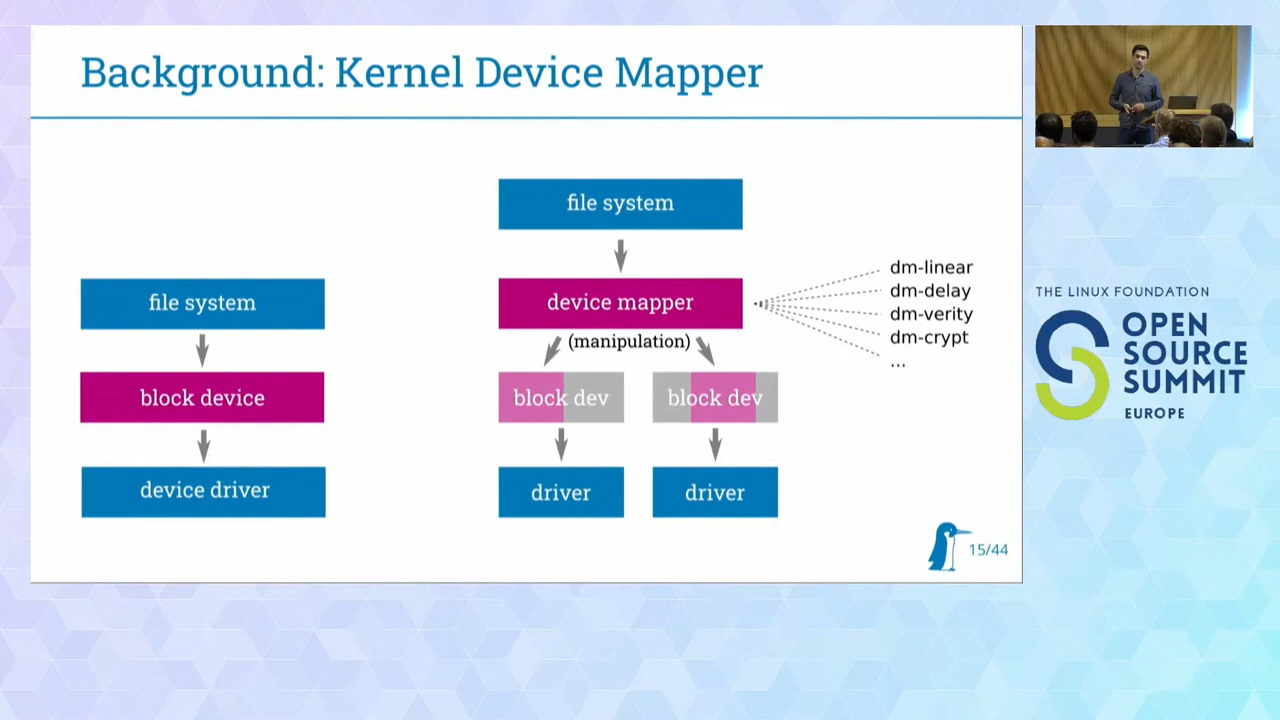 Background: Kernel Device Mapper
file system
block device
device driver
file system
device mapper
(manipulation)
block dev
block dev
driver
driver
dm-linear
dm-delay
dm-verity
dm-crypt
...
15/44
THE LINUX FOUNDATION
OPEN
SOURCE
SUMMIT
EUROPE